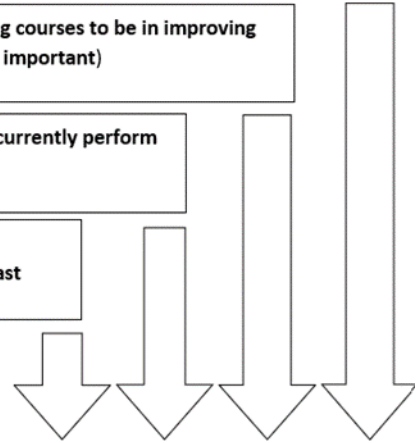 g courses to be in improving
important)
currently perform
ast